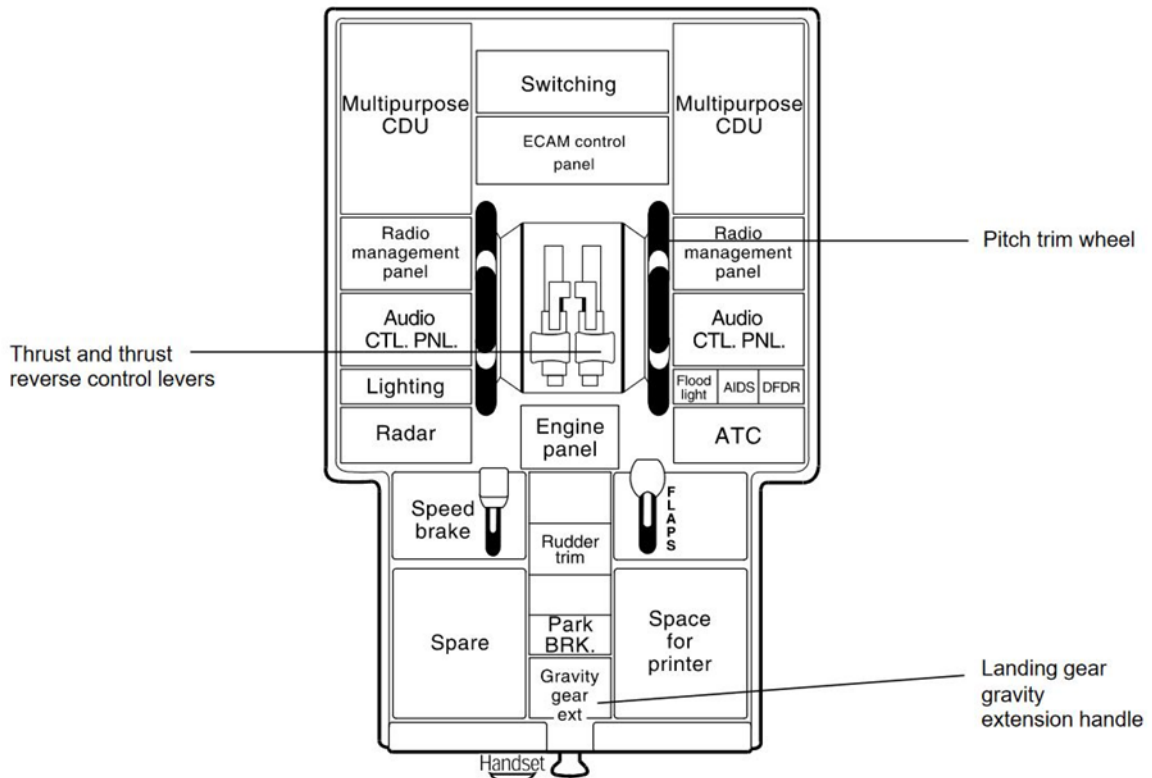 Multipurpose
CDU
Switching
Multipurpose
CDU
ECAM control
panel
Radio
management
panel
Radio
management
panel
Pitch trim wheel
Audio
CTL. PNL.
Audio
CTL. PNL.
Thrust and thrust
reverse control levers
Lighting
Flood
light
AIDS
DFDR
Radar
Engine
panel
ATC
Speed
brake
FLAPS
Rudder
trim
Spare
Park
BRK.
Space
for
printer
Gravity
gear
ext
Landing gear
gravity
extension handle
Handset